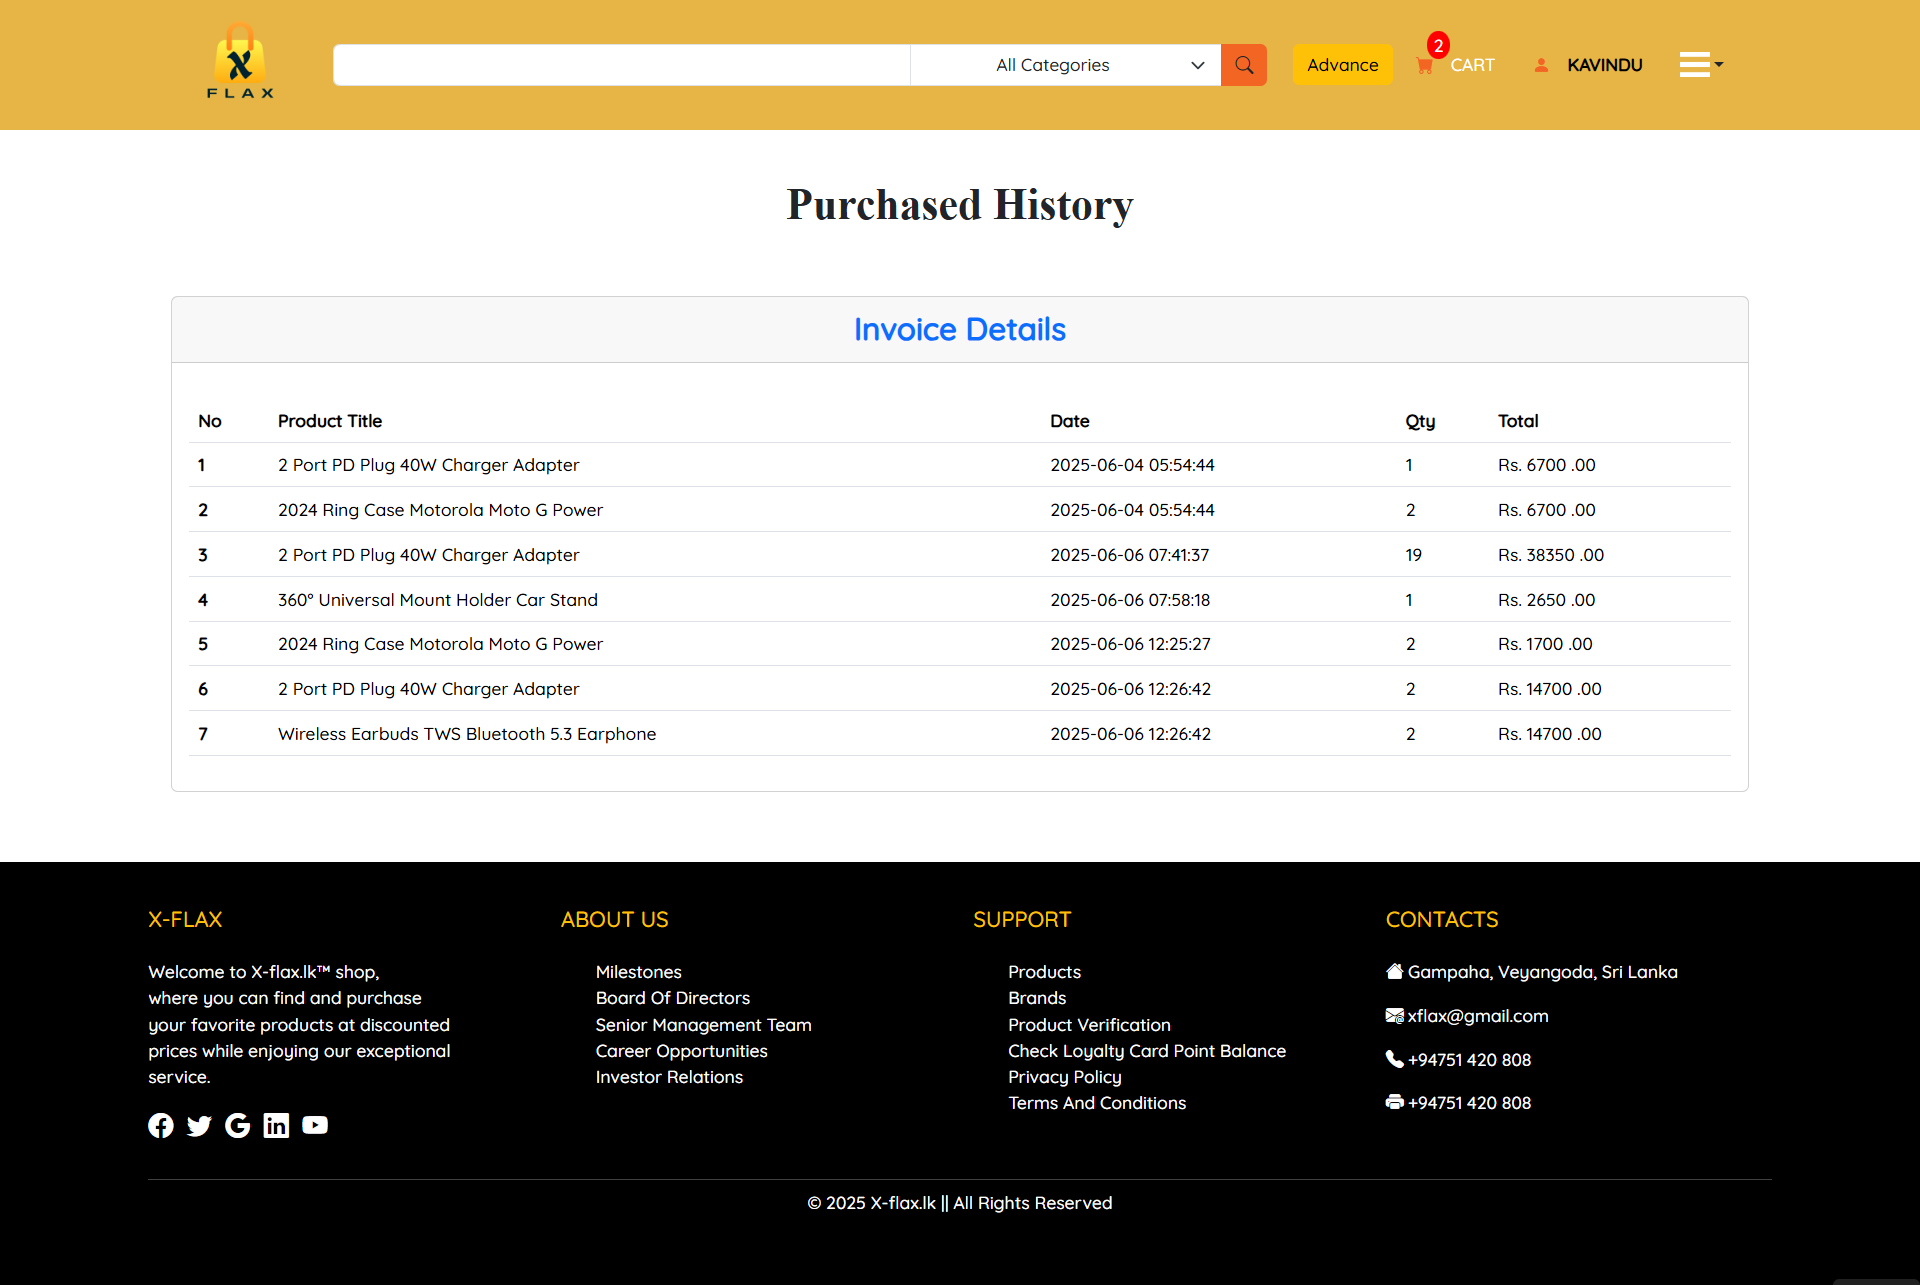 X
FLAX
All Categories
Advance
2
CART
KAVINDU
Purchased History
Invoice Details
No Product Title Date Qty Total
1 2 Port PD Plug 40W Charger Adapter 2025-06-04 05:54:44 1 Rs. 6700 .00
2 2024 Ring Case Motorola Moto G Power 2025-06-04 05:54:44 2 Rs. 6700 .00
3 2 Port PD Plug 40W Charger Adapter 2025-06-06 07:41:37 19 Rs. 38350 .00
4 360° Universal Mount Holder Car Stand 2025-06-06 07:58:18 1 Rs. 2650 .00
5 2024 Ring Case Motorola Moto G Power 2025-06-06 12:25:27 2 Rs. 1700 .00
6 2 Port PD Plug 40W Charger Adapter 2025-06-06 12:26:42 2 Rs. 14700 .00
7 Wireless Earbuds TWS Bluetooth 5.3 Earphone 2025-06-06 12:26:42 2 Rs. 14700 .00
X-FLAX
Welcome to X-flax.lk™ shop,
where you can find and purchase
your favorite products at discounted
prices while enjoying our exceptional
service.
ABOUT US
Milestones
Board Of Directors
Senior Management Team
Career Opportunities
Investor Relations
SUPPORT
Products
Brands
Product Verification
Check Loyalty Card Point Balance
Privacy Policy
Terms And Conditions
CONTACTS
Gampaha, Veyangoda, Sri Lanka
xflax@gmail.com
+94751 420 808
+94751 420 808
© 2025 X-flax.lk || All Rights Reserved